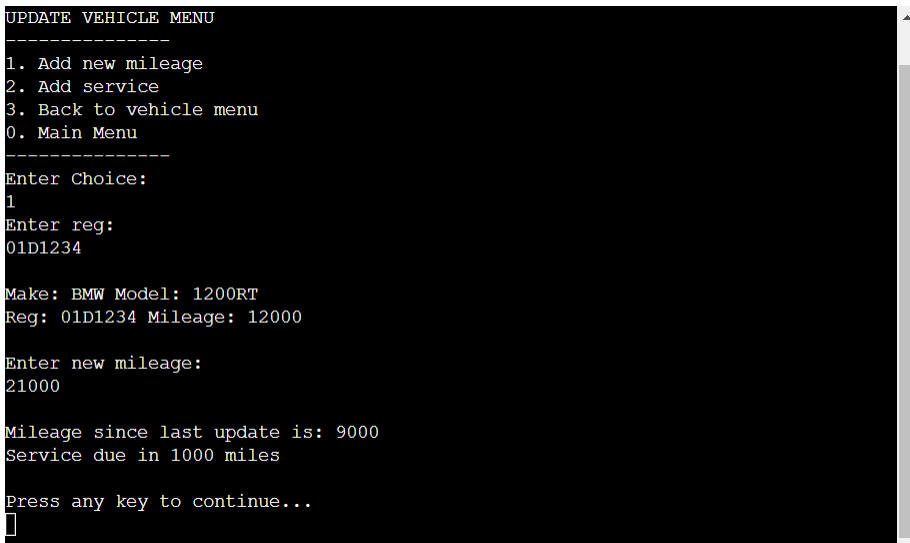 UPDATE VEHICLE MENU
---------------
1. Add new mileage
2. Add service
3. Back to vehicle menu
0. Main Menu
---------------
Enter Choice:
1
Enter reg:
01D1234
Make: BMW Model: 1200RT
Reg: 01D1234 Mileage: 12000
Enter new mileage:
21000
Mileage since last update is: 9000
Service due in 1000 miles
Press any key to continue...